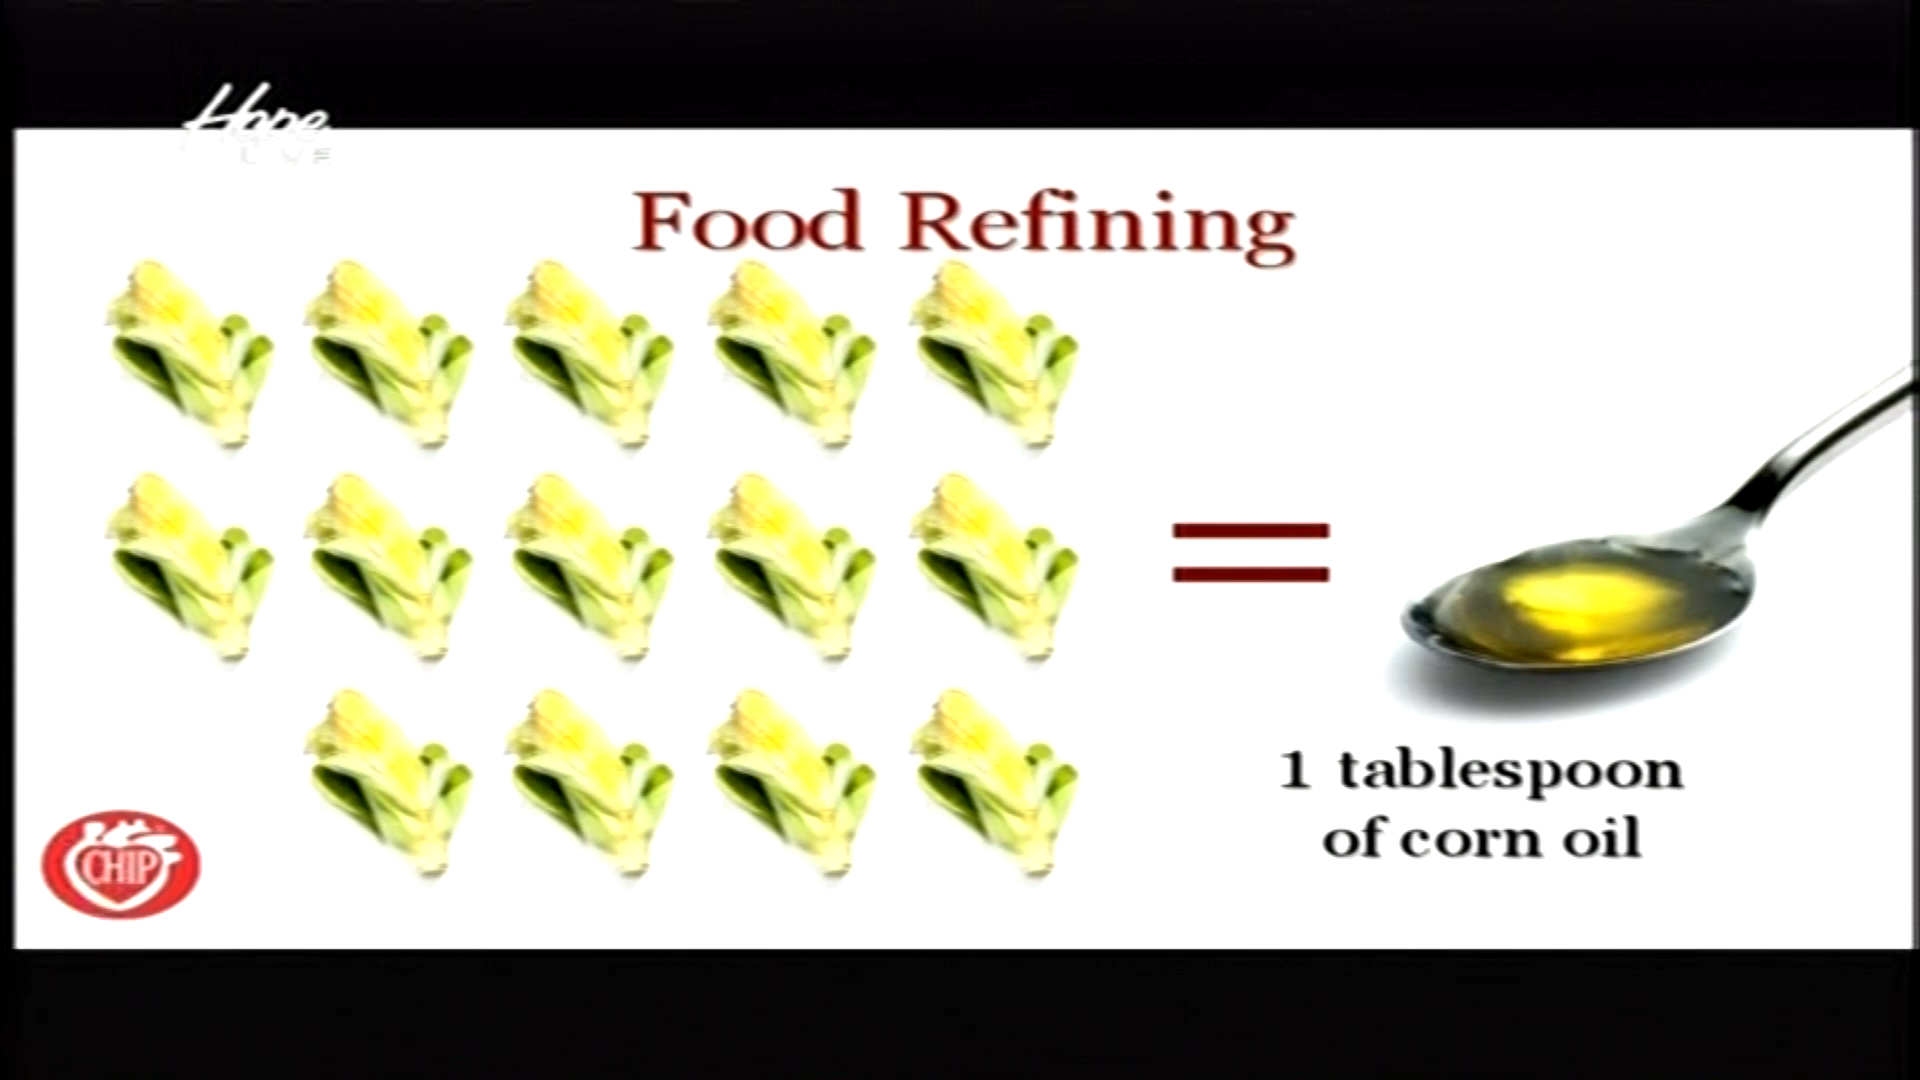 Hope
Food Refining
=
1 tablespoon
of corn oil
CHIP